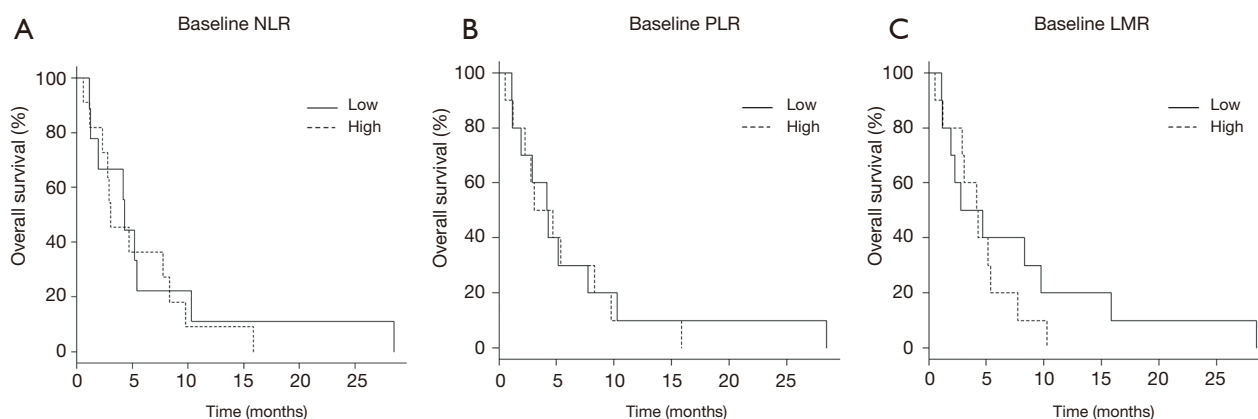 A
Baseline NLR
Overall survival (%)
100
80
60
40
20
0
Low
High
0 5 10 15 20 25
Time (months)
B
Baseline PLR
Overall survival (%)
100
80
60
40
20
0
Low
High
0 5 10 15 20 25
Time (months)
C
Baseline LMR
Overall survival (%)
100
80
60
40
20
0
Low
High
0 5 10 15 20 25
Time (months)